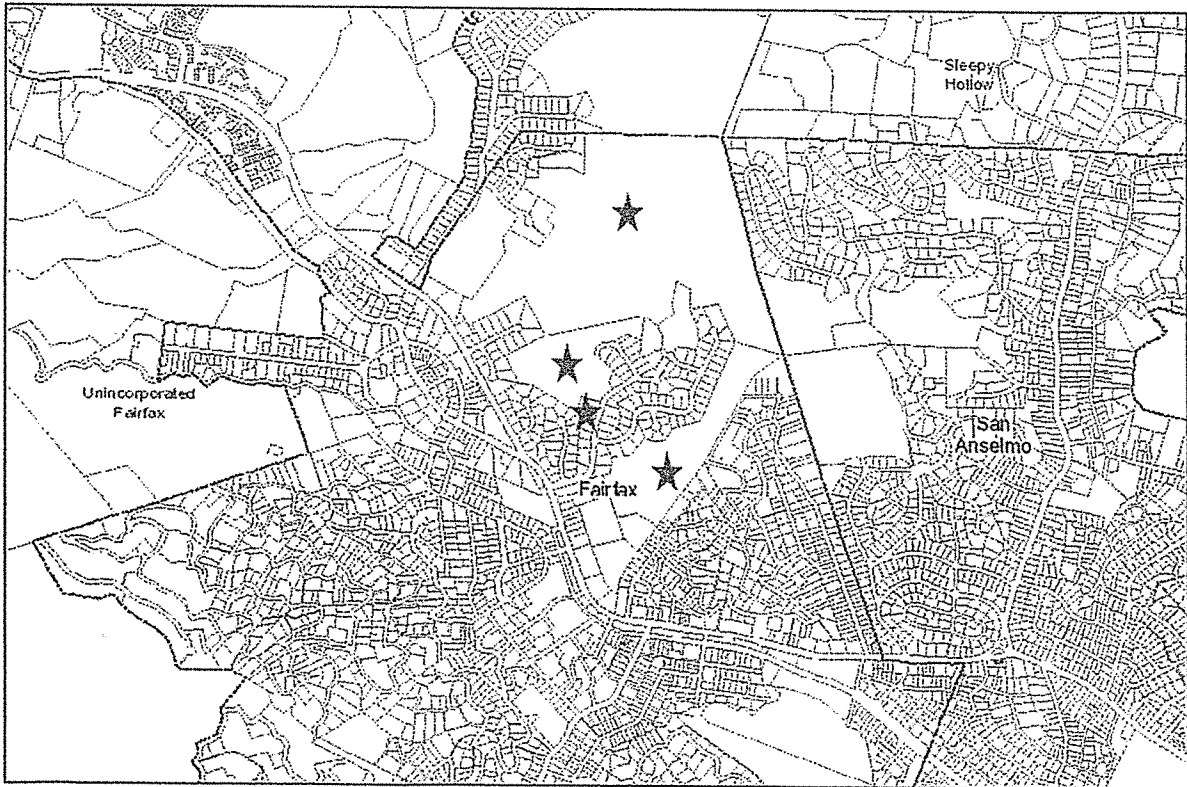 Sleepy
Hollow
Unincorporated
Fairfax
San
Anselmo
Fairfax